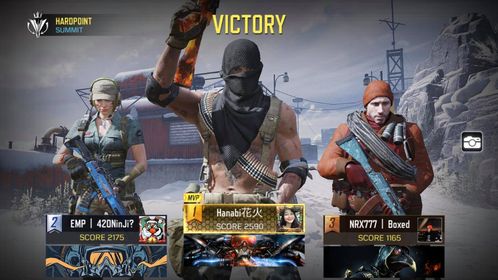 HARDPOINT
SUMMIT
VICTORY
MVP
1
Hanabi花火
SCORE 2590
2
EMP | 420NinJi?
SCORE 2175
3
NRX777 | Boxed
SCORE 1165